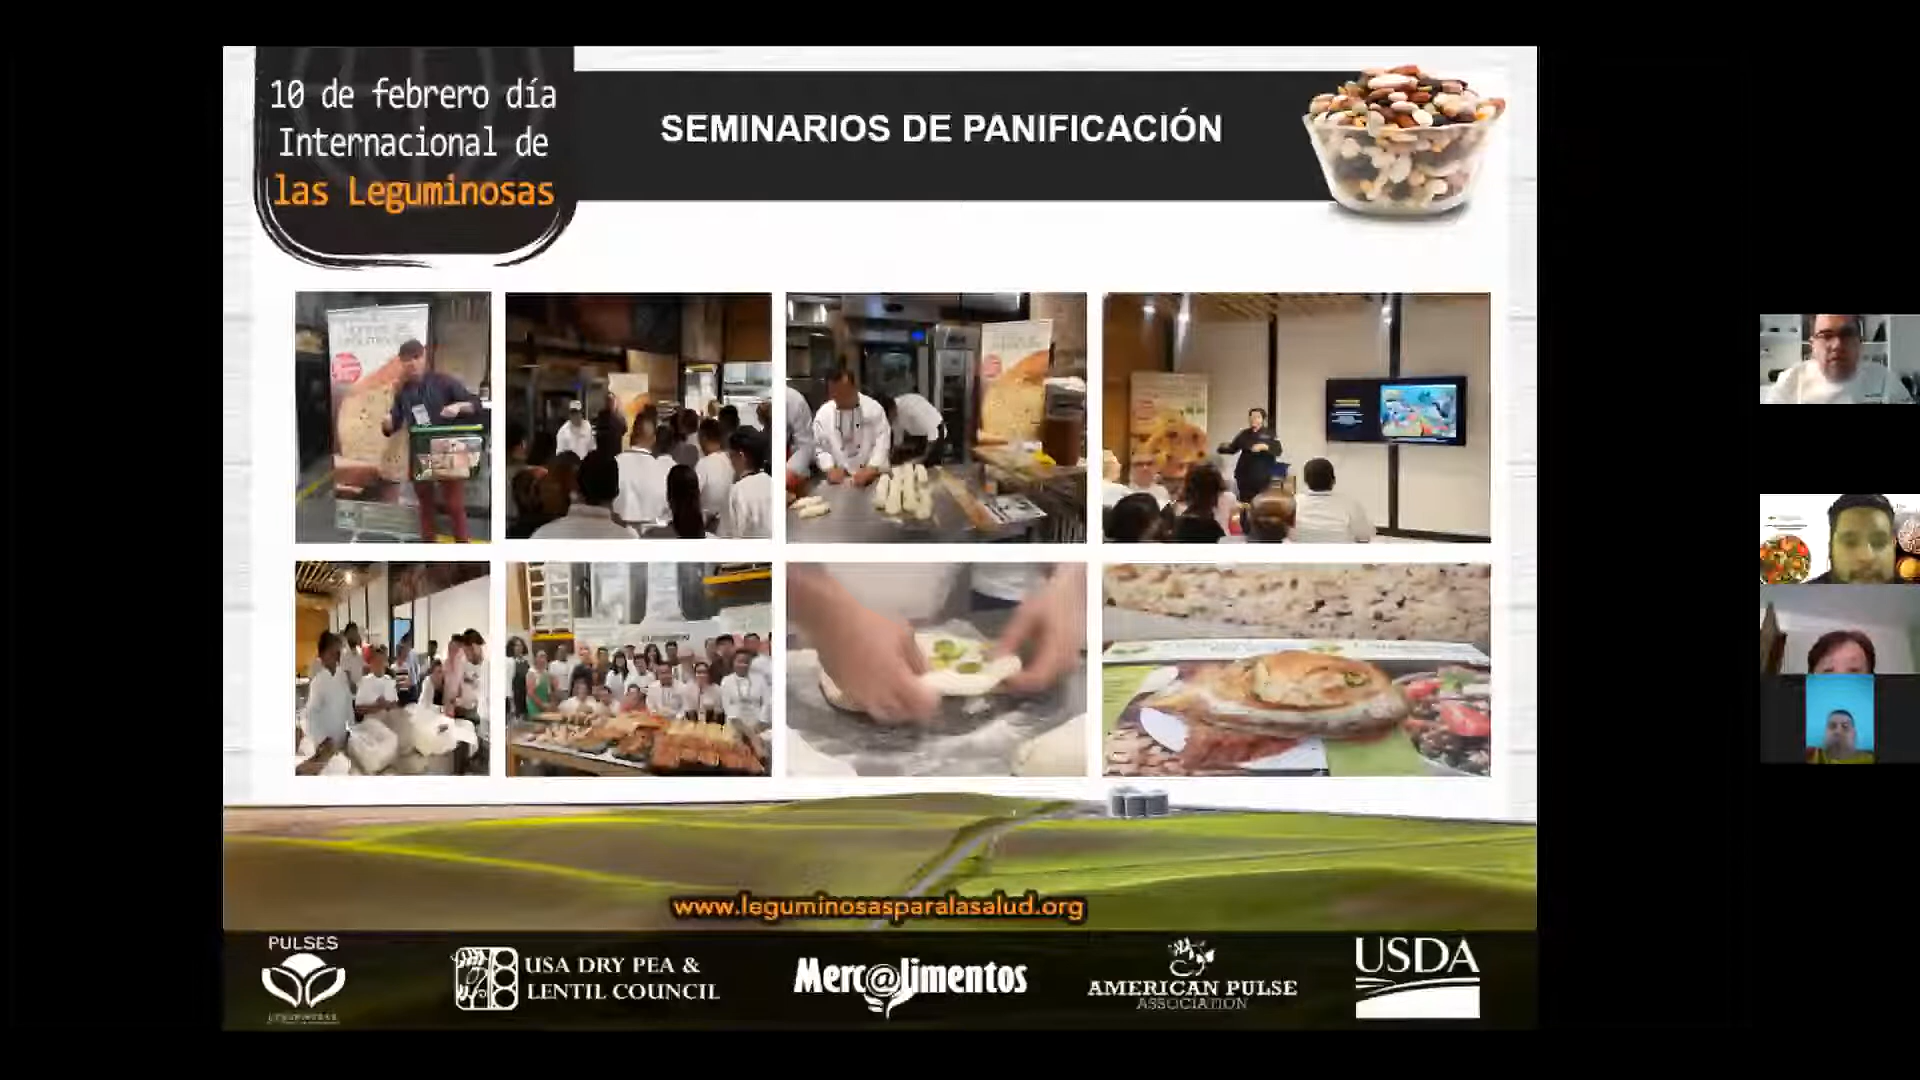 10 de febrero día
Internacional de
las Leguminosas
SEMINARIOS DE PANIFICACIÓN
www.leguminosasparalasalud.org
PULSES
USA DRY PEA &
LENTIL COUNCIL
Merc@limentos
AMERICAN PULSE
ASSOCIATION
USDA